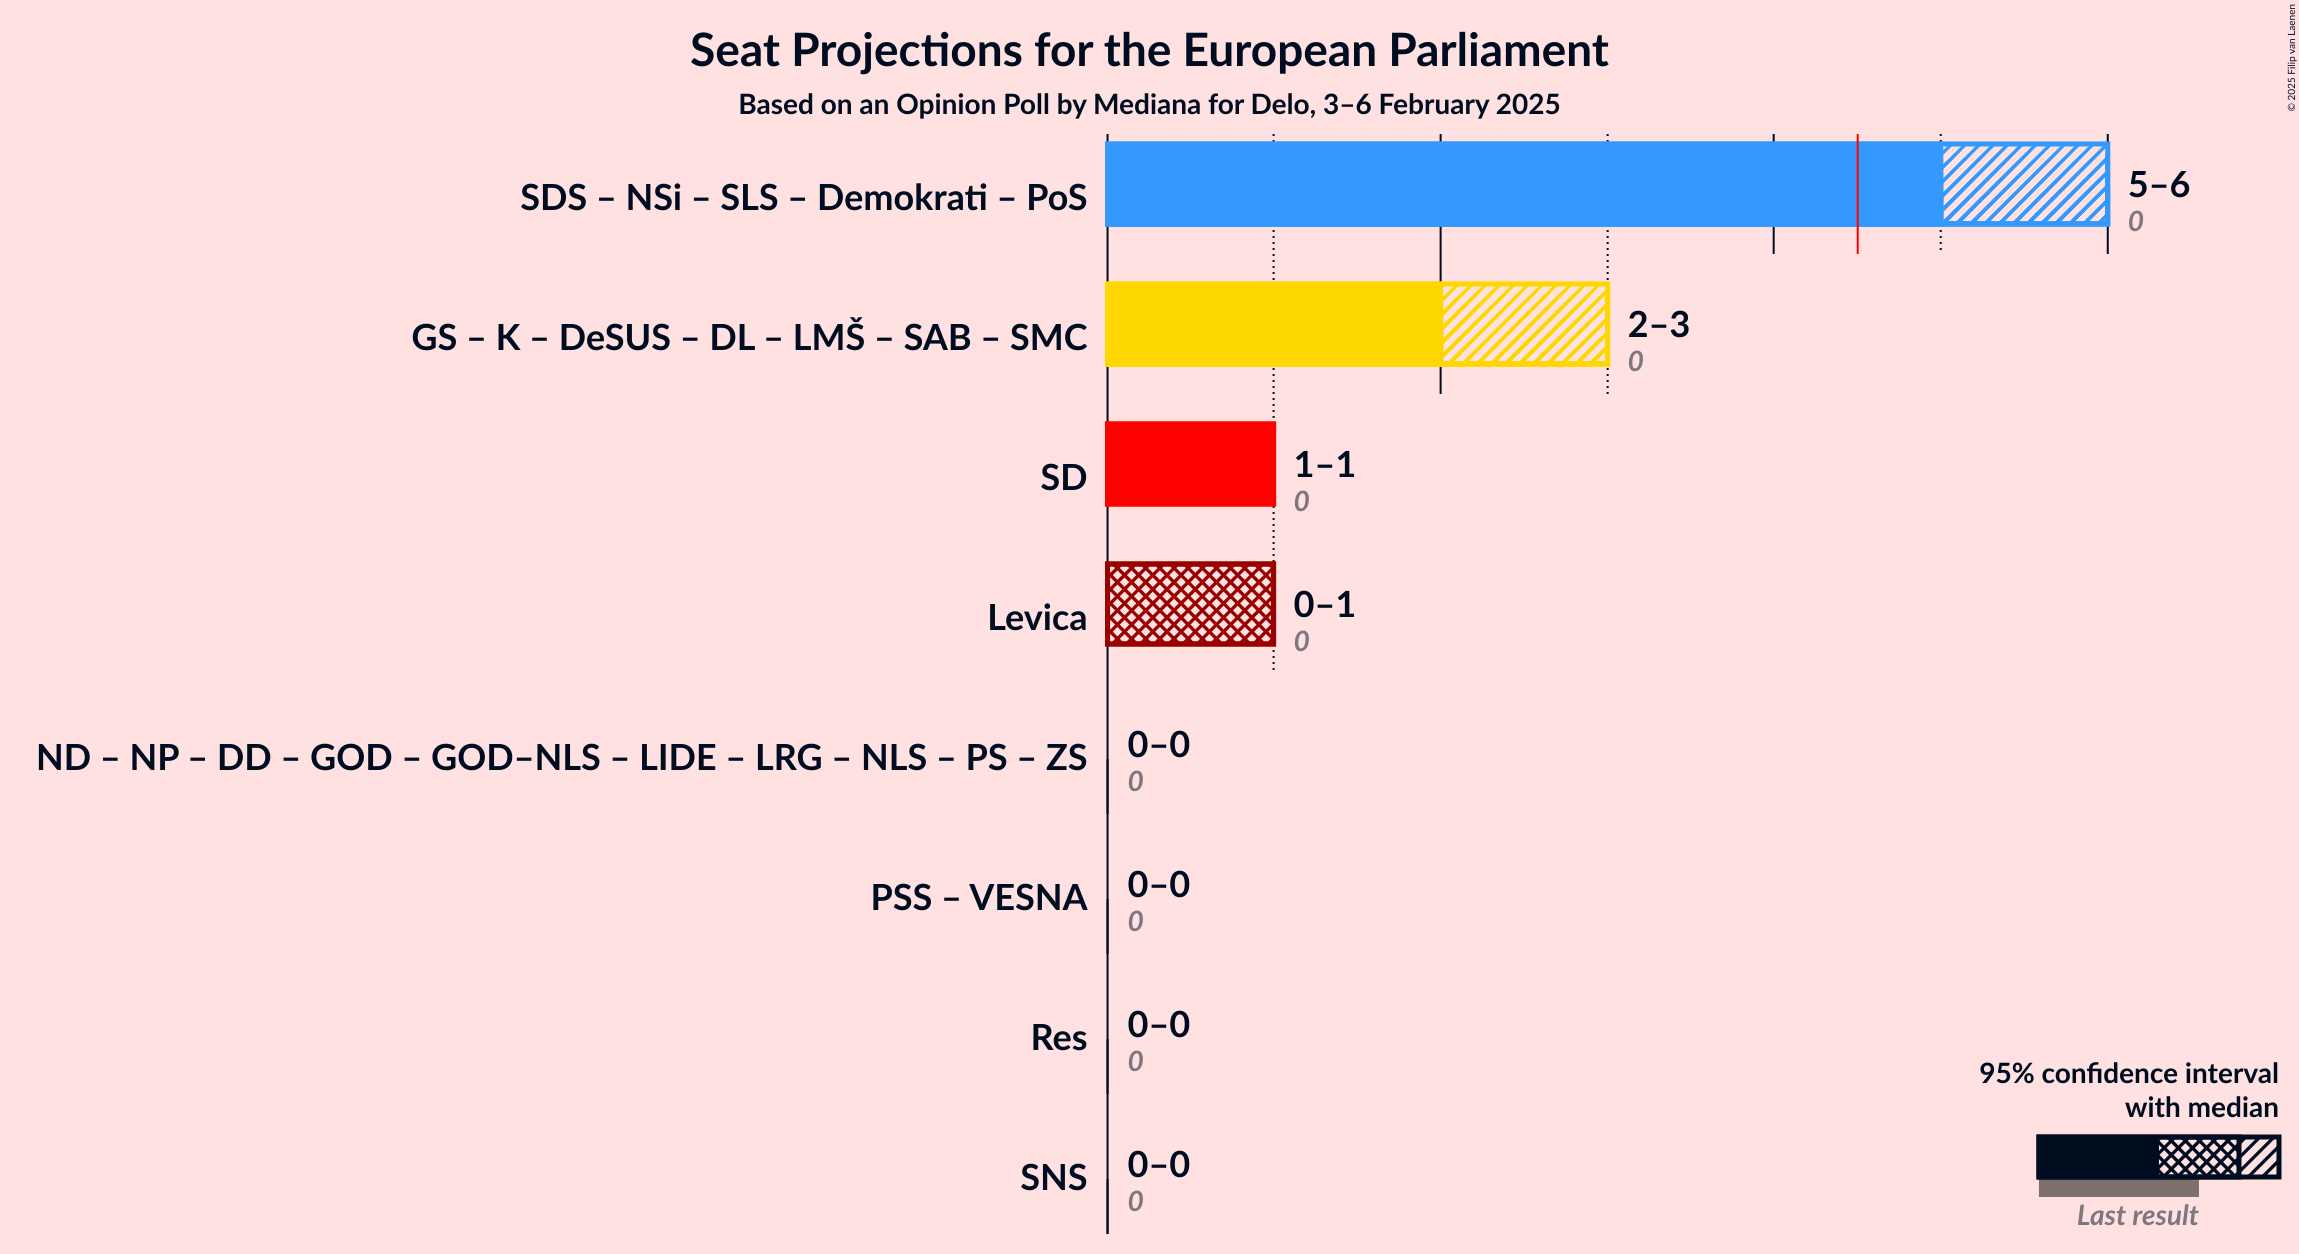 Seat Projections for the European Parliament
Based on an Opinion Poll by Mediana for Delo, 3–6 February 2025
© 2025 Filip van Laenen
SDS – NSi – SLS – Demokrati – PoS
5–6
0
GS – K – DeSUS – DL – LMŠ – SAB – SMC
2–3
0
SD
1–1
0
Levica
0–1
0
ND – NP – DD – GOD – GOD–NLS – LIDE – LRG – NLS – PS – ZS
0–0
0
PSS – VESNA
0–0
0
Res
0–0
0
SNS
0–0
0
95% confidence interval
with median
Last result